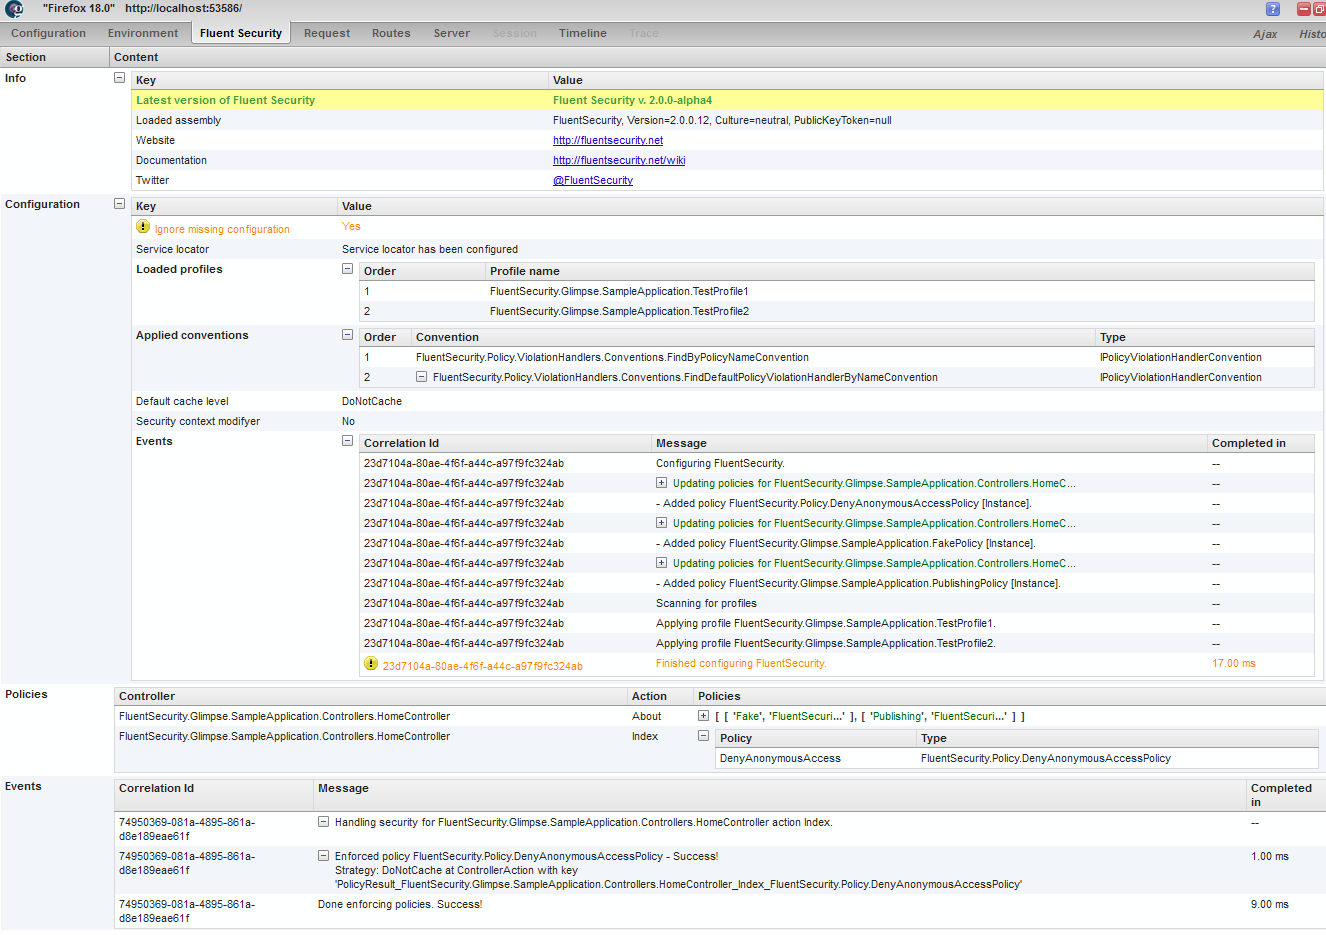 "Firefox 18.0" http://localhost:53586/
Configuration Environment Fluent Security Request Routes Server Session Timeline Trace Ajax Histo
Section Content
Info
Key Value
Latest version of Fluent Security Fluent Security v. 2.0.0-alpha4
Loaded assembly FluentSecurity, Version=2.0.0.12, Culture=neutral, PublicKeyToken=null
Website http://fluentsecurity.net
Documentation http://fluentsecurity.net/wiki
Twitter @FluentSecurity
Configuration
Key Value
Ignore missing configuration Yes
Service locator Service locator has been configured
Loaded profiles
Order Profile name
1 FluentSecurity.Glimpse.SampleApplication.TestProfile1
2 FluentSecurity.Glimpse.SampleApplication.TestProfile2
Applied conventions
Order Convention Type
1 FluentSecurity.Policy.ViolationHandlers.Conventions.FindByPolicyNameConvention IPolicyViolationHandlerConvention
2 FluentSecurity.Policy.ViolationHandlers.Conventions.FindDefaultPolicyViolationHandlerByNameConvention IPolicyViolationHandlerConvention
Default cache level DoNotCache
Security context modifyer No
Events
Correlation Id Message Completed in
23d7104a-80ae-4f6f-a44c-a97f9fc324ab Configuring FluentSecurity. --
23d7104a-80ae-4f6f-a44c-a97f9fc324ab Updating policies for FluentSecurity.Glimpse.SampleApplication.Controllers.HomeC... --
23d7104a-80ae-4f6f-a44c-a97f9fc324ab - Added policy FluentSecurity.Policy.DenyAnonymousAccessPolicy [Instance]. --
23d7104a-80ae-4f6f-a44c-a97f9fc324ab Updating policies for FluentSecurity.Glimpse.SampleApplication.Controllers.HomeC... --
23d7104a-80ae-4f6f-a44c-a97f9fc324ab - Added policy FluentSecurity.Glimpse.SampleApplication.FakePolicy [Instance]. --
23d7104a-80ae-4f6f-a44c-a97f9fc324ab Updating policies for FluentSecurity.Glimpse.SampleApplication.Controllers.HomeC... --
23d7104a-80ae-4f6f-a44c-a97f9fc324ab - Added policy FluentSecurity.Glimpse.SampleApplication.PublishingPolicy [Instance]. --
23d7104a-80ae-4f6f-a44c-a97f9fc324ab Scanning for profiles --
23d7104a-80ae-4f6f-a44c-a97f9fc324ab Applying profile FluentSecurity.Glimpse.SampleApplication.TestProfile1. --
23d7104a-80ae-4f6f-a44c-a97f9fc324ab Applying profile FluentSecurity.Glimpse.SampleApplication.TestProfile2. --
23d7104a-80ae-4f6f-a44c-a97f9fc324ab Finished configuring FluentSecurity. 17.00 ms
Policies
Controller Action Policies
FluentSecurity.Glimpse.SampleApplication.Controllers.HomeController About [ [ 'Fake', 'FluentSecuri...' ], [ 'Publishing', 'FluentSecuri...' ] ]
FluentSecurity.Glimpse.SampleApplication.Controllers.HomeController Index
Policy Type
DenyAnonymousAccess FluentSecurity.Policy.DenyAnonymousAccessPolicy
Events
Correlation Id Message Completed
in
74950369-081a-4895-861a- Handling security for FluentSecurity.Glimpse.SampleApplication.Controllers.HomeController action Index. --
d8e189eae61f
74950369-081a-4895-861a- Enforced policy FluentSecurity.Policy.DenyAnonymousAccessPolicy - Success! 1.00 ms
d8e189eae61f Strategy: DoNotCache at ControllerAction with key
'PolicyResult_FluentSecurity.Glimpse.SampleApplication.Controllers.HomeController_Index_FluentSecurity.Policy.DenyAnonymousAccessPolicy'
74950369-081a-4895-861a- Done enforcing policies. Success! 9.00 ms
d8e189eae61f